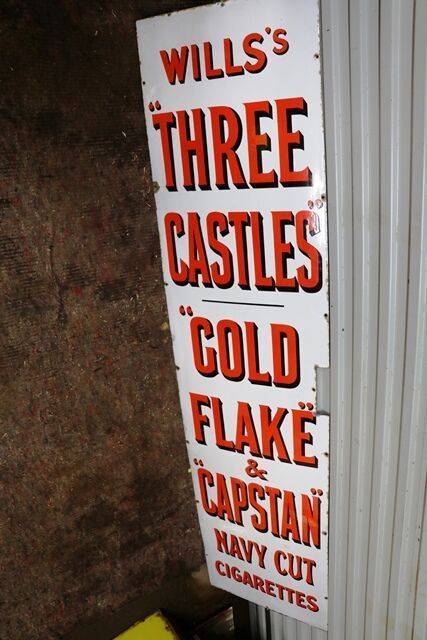 WILLS'S
"THREE
CASTLES"
"GOLD
FLAKE"
&
"CAPSTAN"
NAVY CUT
CIGARETTES